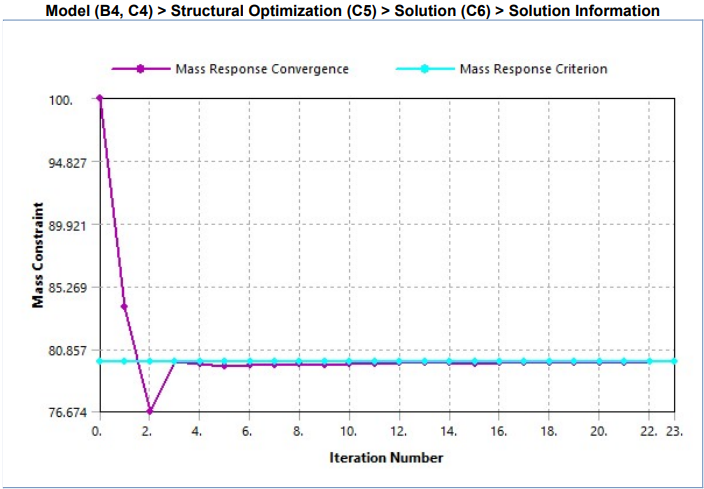 Model (B4, C4) > Structural Optimization (C5) > Solution (C6) > Solution Information
Mass Response Convergence
Mass Response Criterion
100.
94.827
89.921
85.269
80.857
76.674
Mass Constraint
0. 2. 4. 6. 8. 10. 12. 14. 16. 18. 20. 22. 23.
Iteration Number